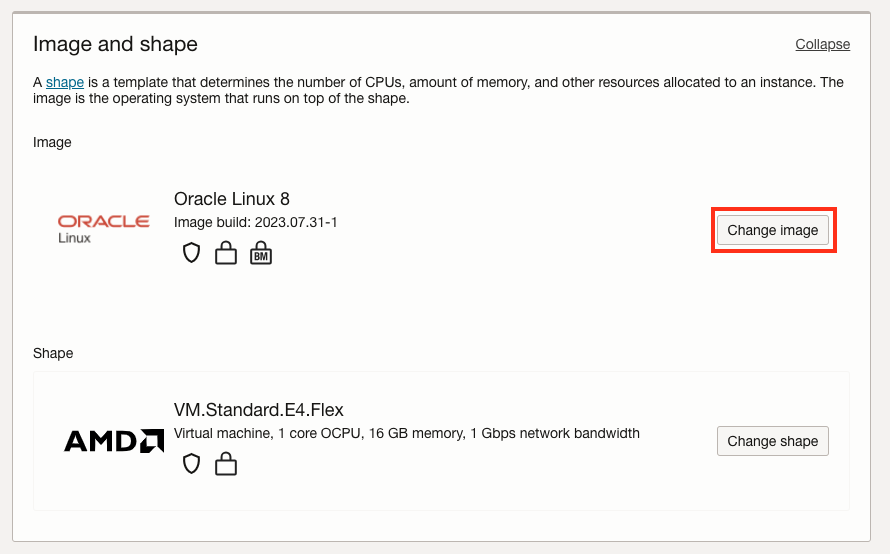 Image and shape
Collapse
A shape is a template that determines the number of CPUs, amount of memory, and other resources allocated to an instance. The
image is the operating system that runs on top of the shape.
Image
ORACLE
Linux
Oracle Linux 8
Image build: 2023.07.31-1
BM
Change image
Shape
AMD
VM.Standard.E4.Flex
Virtual machine, 1 core OCPU, 16 GB memory, 1 Gbps network bandwidth
Change shape